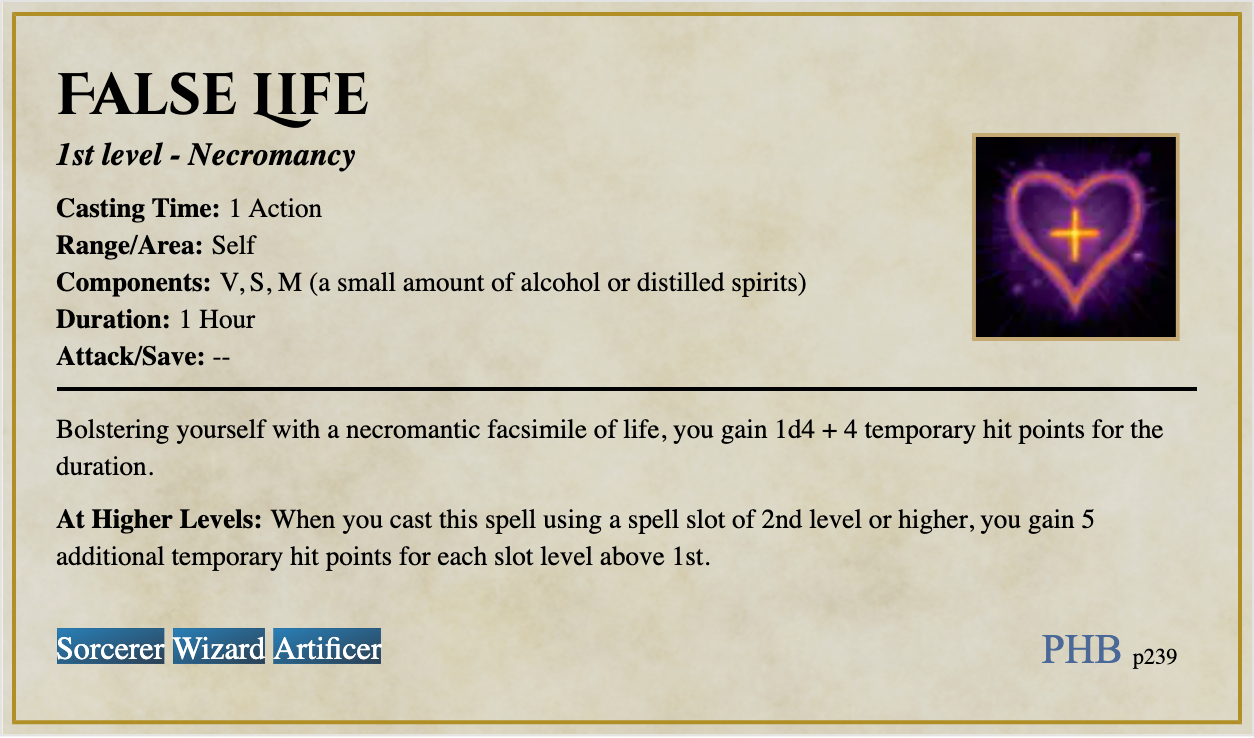 False Life
1st level - Necromancy
Casting Time: 1 Action
Range/Area: Self
Components: V, S, M (a small amount of alcohol or distilled spirits)
Duration: 1 Hour
Attack/Save: --
Bolstering yourself with a necromantic facsimile of life, you gain 1d4 + 4 temporary hit points for the
duration.
At Higher Levels: When you cast this spell using a spell slot of 2nd level or higher, you gain 5
additional temporary hit points for each slot level above 1st.
Sorcerer Wizard Artificer
PHB p239